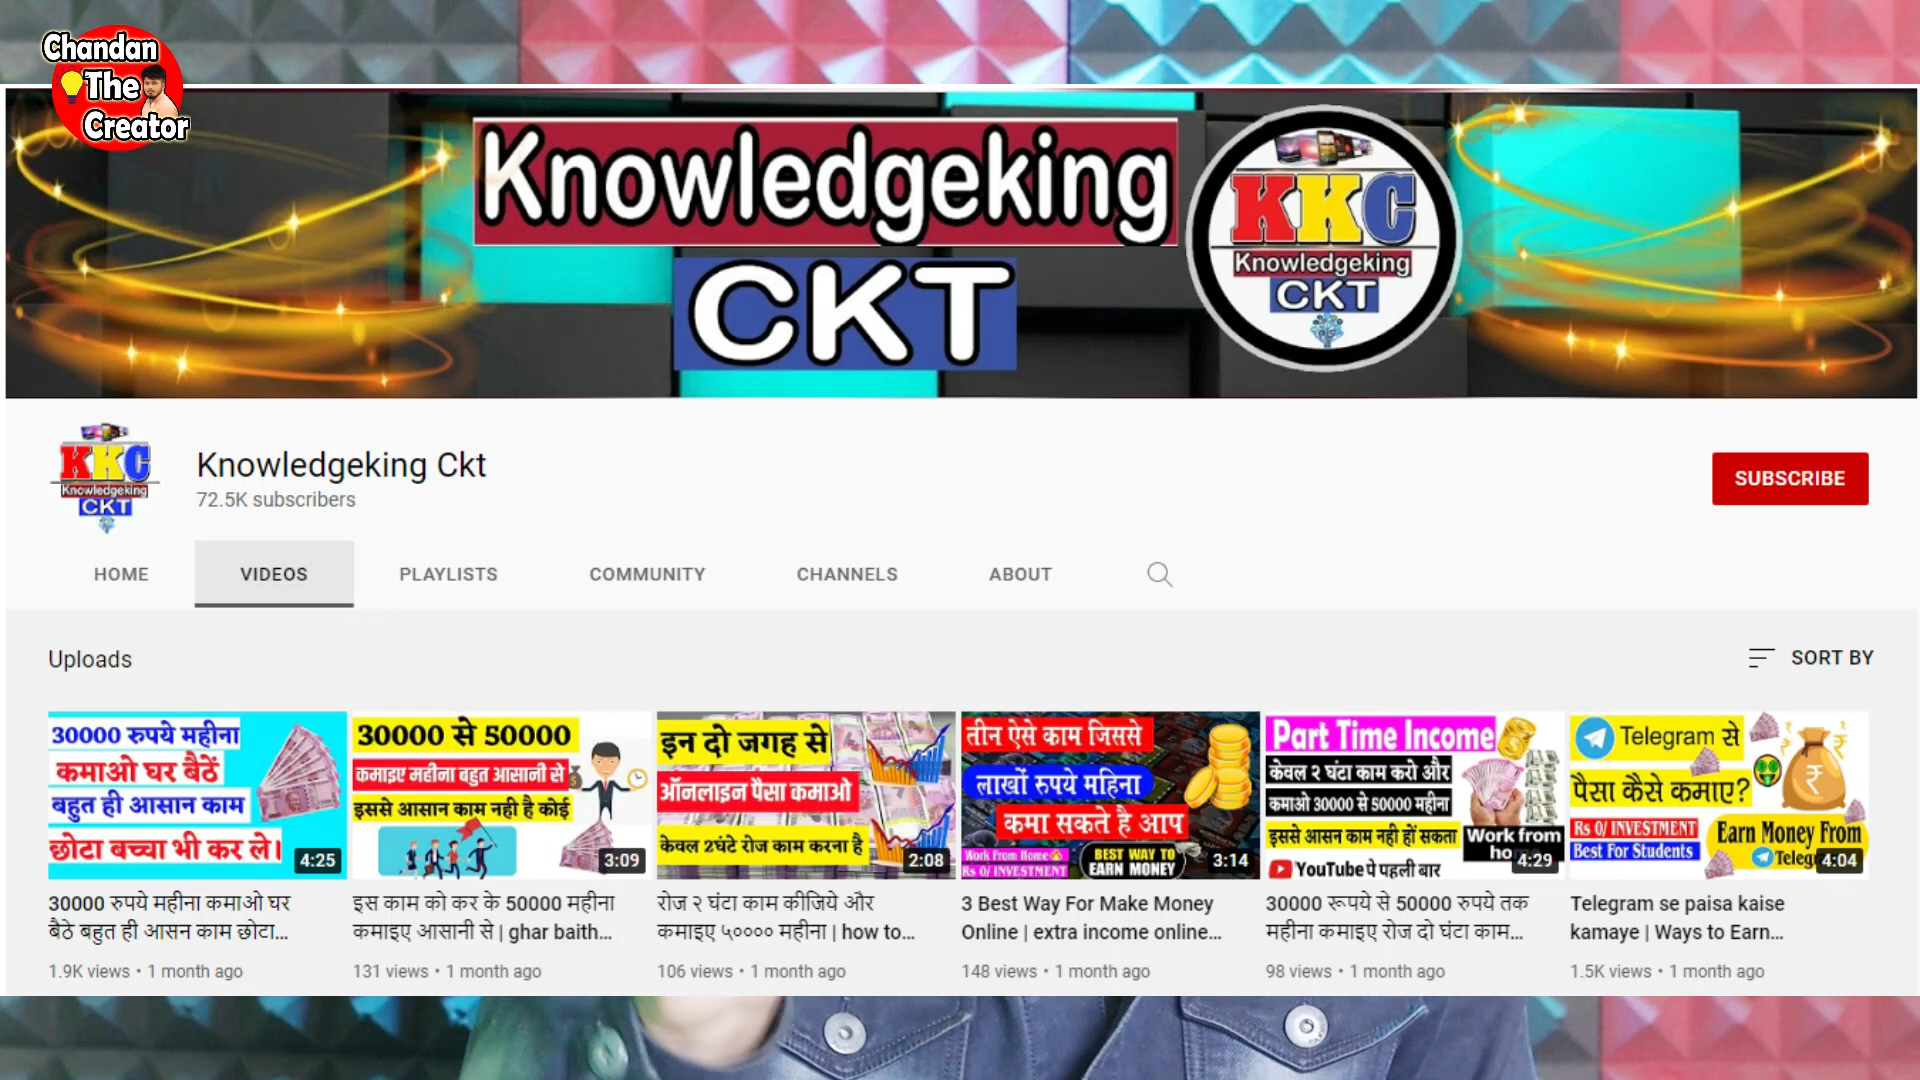 Chandan
The
Creator
Knowledgeking
CKT
KKC
Knowledgeking
CKT
KKC
Knowledgeking
CKT
Knowledgeking Ckt
72.5K subscribers
SUBSCRIBE
HOME
VIDEOS
PLAYLISTS
COMMUNITY
CHANNELS
ABOUT
Uploads
SORT BY
30000 रुपये महीना
कमाओ घर बैठें
बहुत ही आसान काम
छोटा बच्चा भी कर ले।
4:25
30000 रुपये महीना कमाओ घर
बैठे बहुत ही आसन काम छोटा...
1.9K views • 1 month ago
30000 से 50000
कमाइए महीना बहुत आसानी से
इससे आसान काम नही है कोई
3:09
इस काम को कर के 50000 महीना
कमाइए आसानी से | ghar baith...
131 views • 1 month ago
इन दो जगह से
ऑनलाइन पैसा कमाओ
केवल 2घंटे रोज काम करना है
2:08
रोज २ घंटा काम कीजिये और
कमाइए ५०००० महीना | how to...
106 views • 1 month ago
तीन ऐसे काम जिससे
लाखों रुपये महिना
कमा सकते है आप
Work From Home
Rs 0/ INVESTMENT
BEST WAY TO
EARN MONEY
3:14
3 Best Way For Make Money
Online | extra income online...
148 views • 1 month ago
Part Time Income
केवल २ घंटा काम करो और
कमाओ 30000 से 50000 महीना
इससे आसन काम नही हों सकता
Work from
YouTube पे पहली बार
4:29
30000 रूपये से 50000 रुपये तक
महीना कमाइए रोज दो घंटा काम...
98 views • 1 month ago
Telegram से
पैसा कैसे कमाए?
Rs 0/ INVESTMENT
Best For Students
Earn Money From
4:04
Telegram se paisa kaise
kamaye | Ways to Earn...
1.5K views • 1 month ago